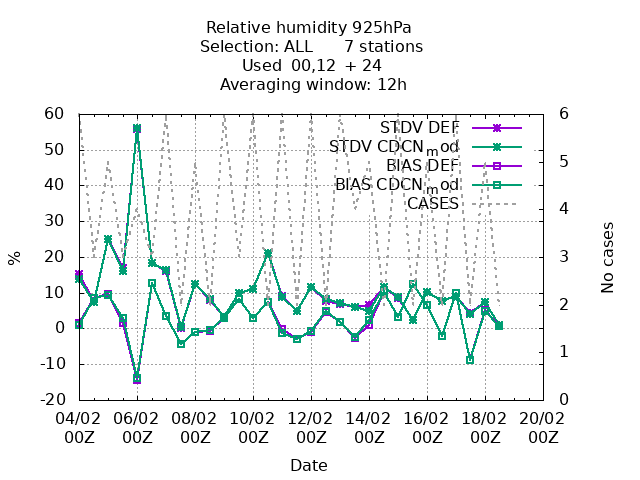 Relative humidity 925hPa
Selection: ALL 7 stations
Used 00,12 + 24
Averaging window: 12h
60 6
STDV DEF
STDV CDCN_mod
50 5
BIAS DEF
BIAS CDCN_mod
40 4
CASES
30
20 3
10 2
0
-10 1
-20 0
%
No cases
04/02 06/02 08/02 10/02 12/02 14/02 16/02 18/02 20/02
00Z 00Z 00Z 00Z 00Z 00Z 00Z 00Z 00Z
Date